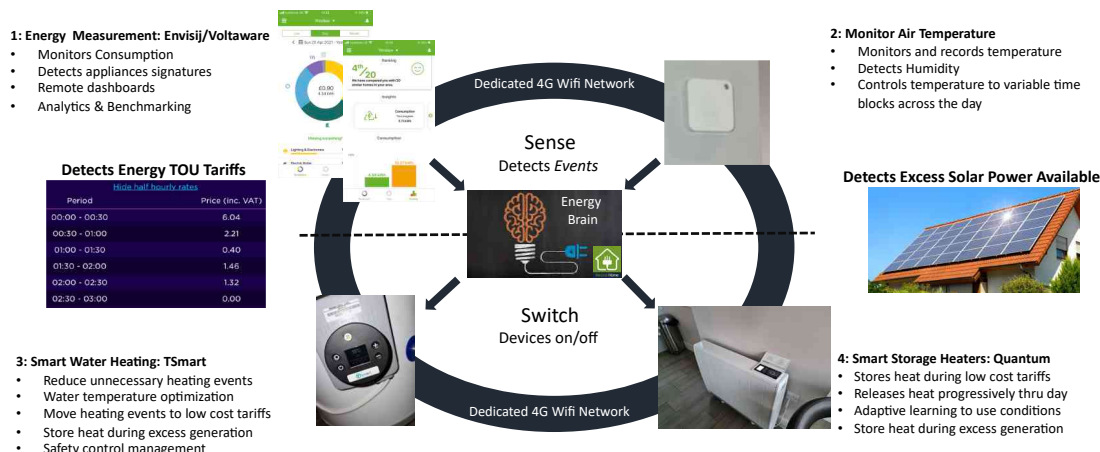 1: Energy Measurement: Envisij/Voltaware
• Monitors Consumption
• Detects appliances signatures
• Remote dashboards
• Analytics & Benchmarking
Detects Energy TOU Tariffs
Hide half hourly rates
Period Price (inc. VAT)
00:00 - 00:30 6.04
00:30 - 01:00 2.21
01:00 - 01:30 0.40
01:30 - 02:00 1.46
02:00 - 02:30 1.32
02:30 - 03:00 0.00
3: Smart Water Heating: TSmart
• Reduce unnecessary heating events
• Water temperature optimization
• Move heating events to low cost tariffs
• Store heat during excess generation
• Safety control management
£0.90
Ranking
4th/20
Insights
Consumption
Consumption
Dedicated 4G Wifi Network
Sense
Detects Events
Energy
Brain
Switch
Devices on/off
Dedicated 4G Wifi Network
2: Monitor Air Temperature
• Monitors and records temperature
• Detects Humidity
• Controls temperature to variable time
blocks across the day
Detects Excess Solar Power Available
4: Smart Storage Heaters: Quantum
• Stores heat during low cost tariffs
• Releases heat progressively thru day
• Adaptive learning to use conditions
• Store heat during excess generation